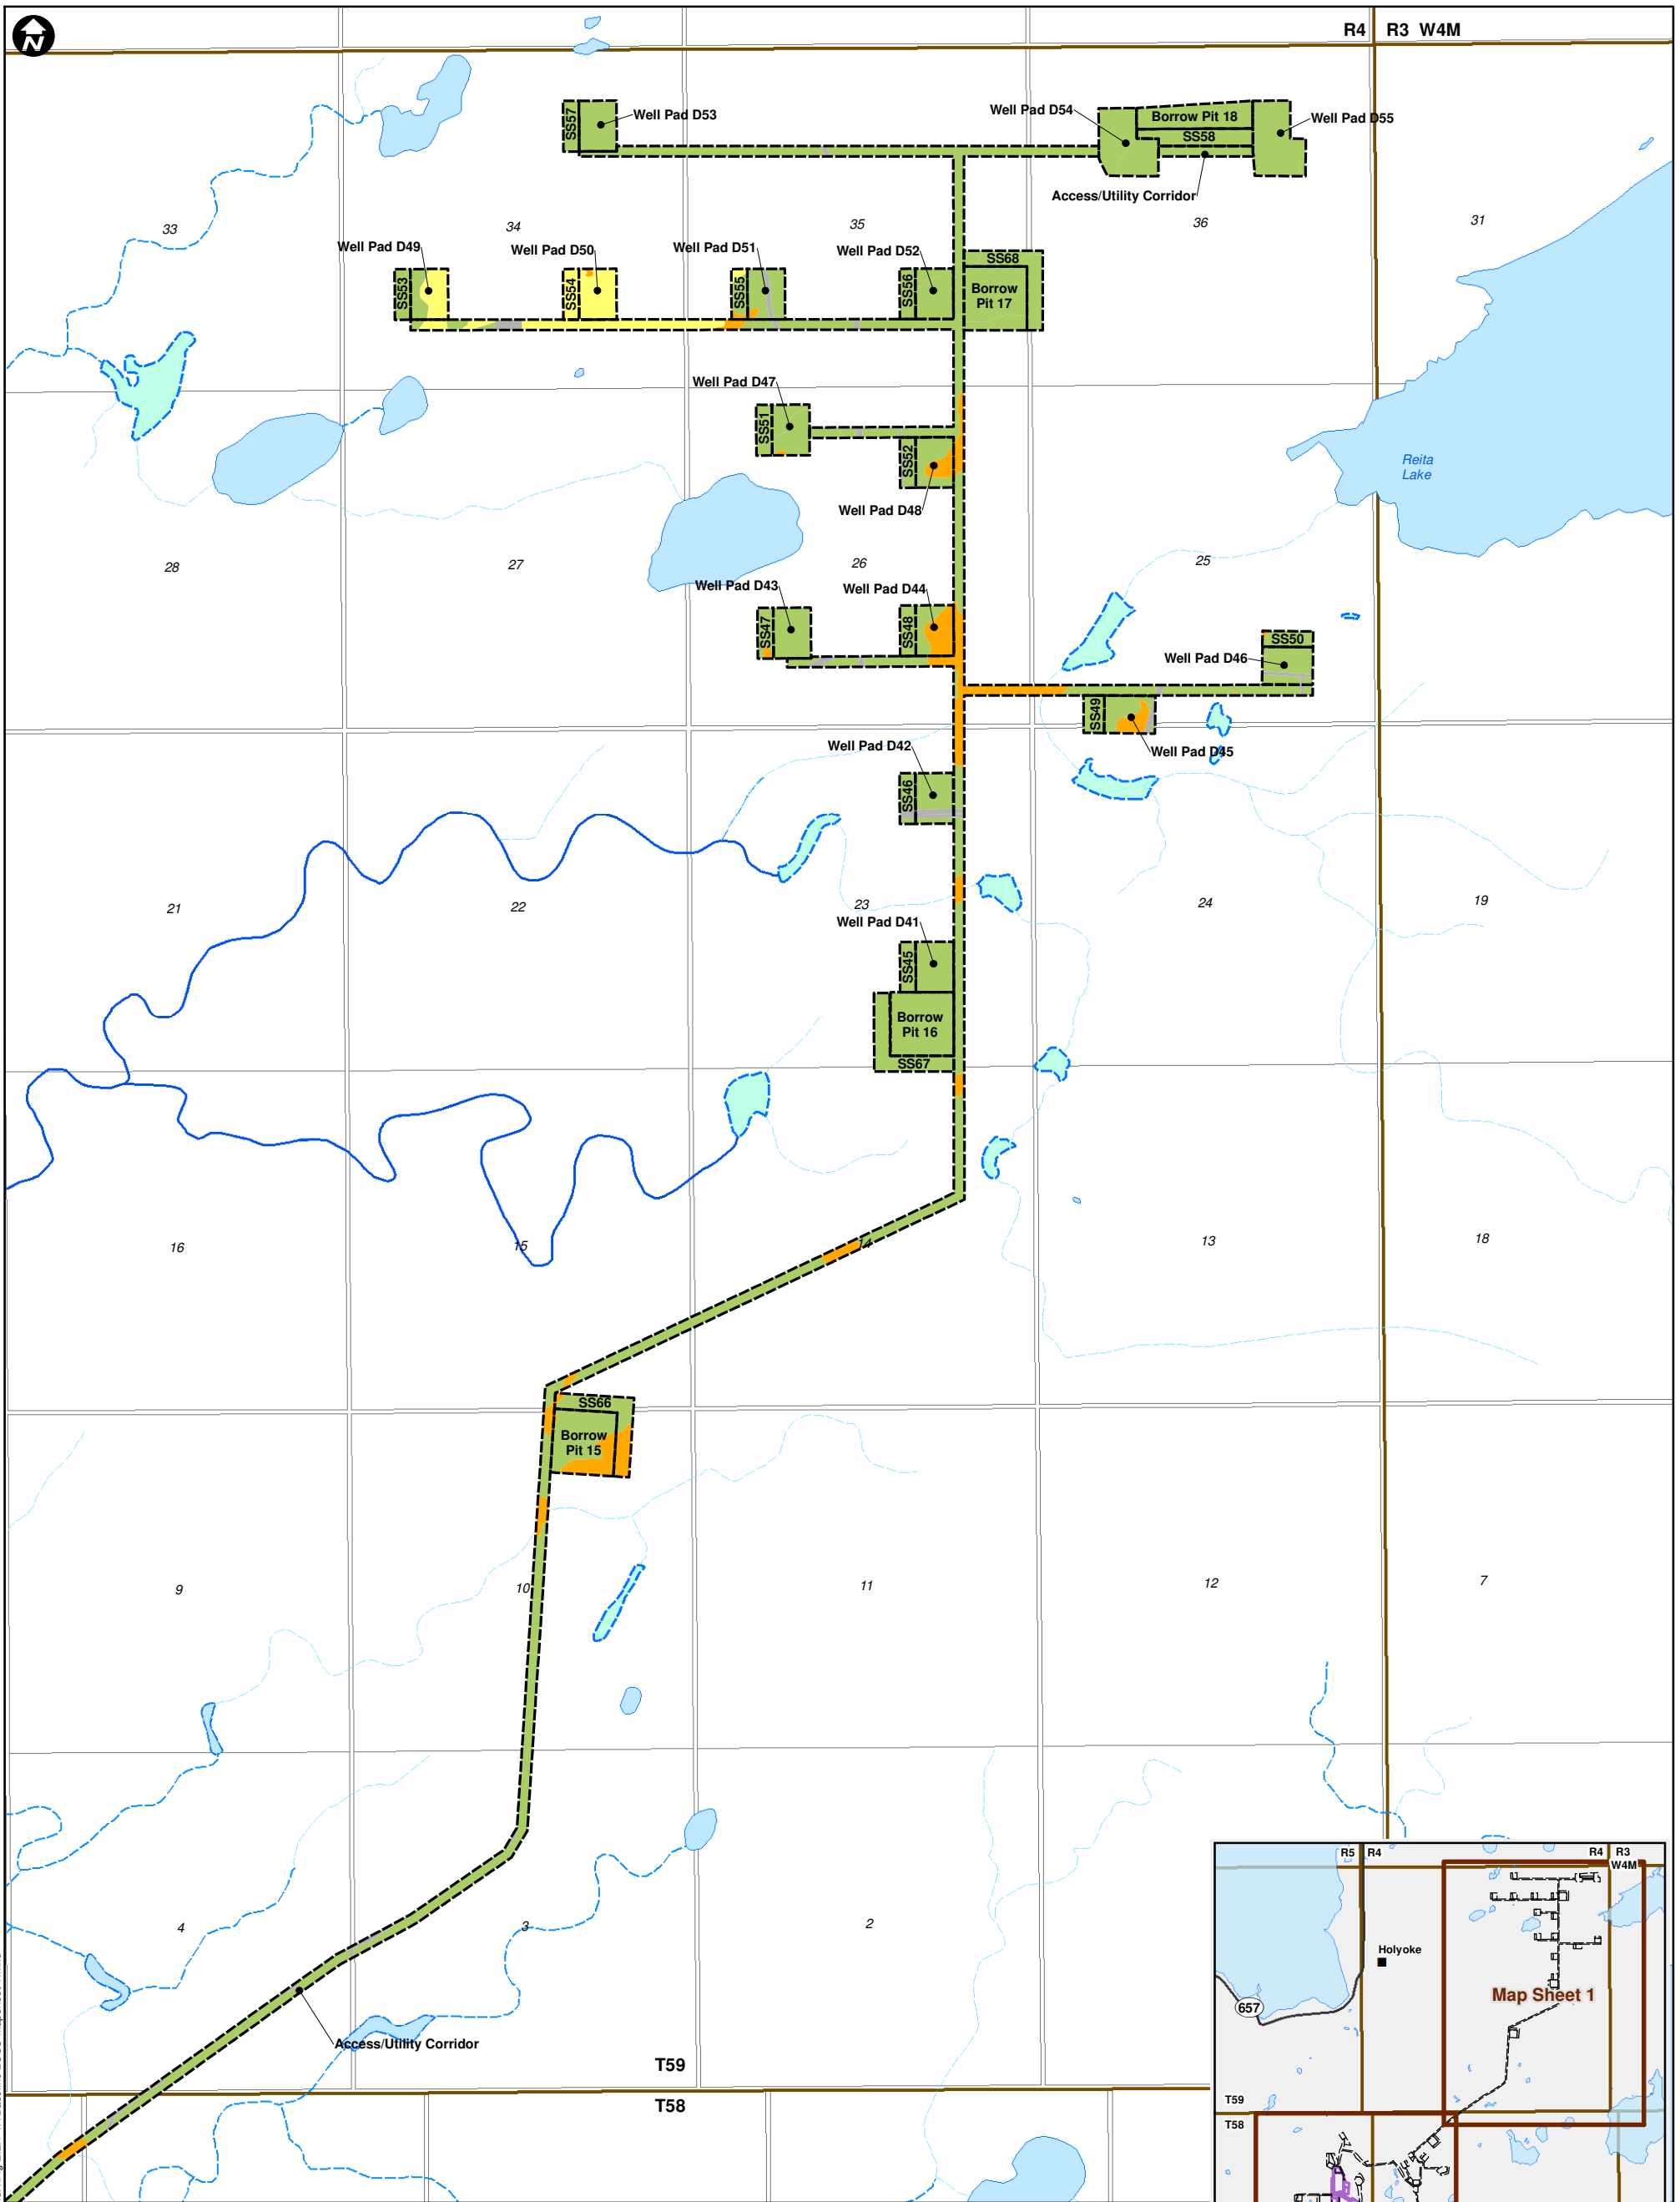 N
R4 R3 W4M
SS57
Well Pad D53
Well Pad D54
Borrow Pit 18
SS58
Well Pad D55
Access/Utility Corridor
33
34
35
36
31
Well Pad D49
Well Pad D50
Well Pad D51
Well Pad D52
SS53
SS54
SS55
SS56
SS68
Borrow
Pit 17
Well Pad D47
SS51
SS52
Well Pad D48
Reita
Lake
28
27
26
25
Well Pad D43
Well Pad D44
SS47
SS48
SS50
Well Pad D46
SS49
Well Pad D45
Well Pad D42
SS46
21
22
23
24
19
Well Pad D41
SS45
Borrow
Pit 16
SS67
16
15
14
13
18
SS66
Borrow
Pit 15
9
10
11
12
7
4
3
2
Access/Utility Corridor
T59
T58
R5 R4
R4 R3
W4M
Holyoke
657
Map Sheet 1
T59
T58